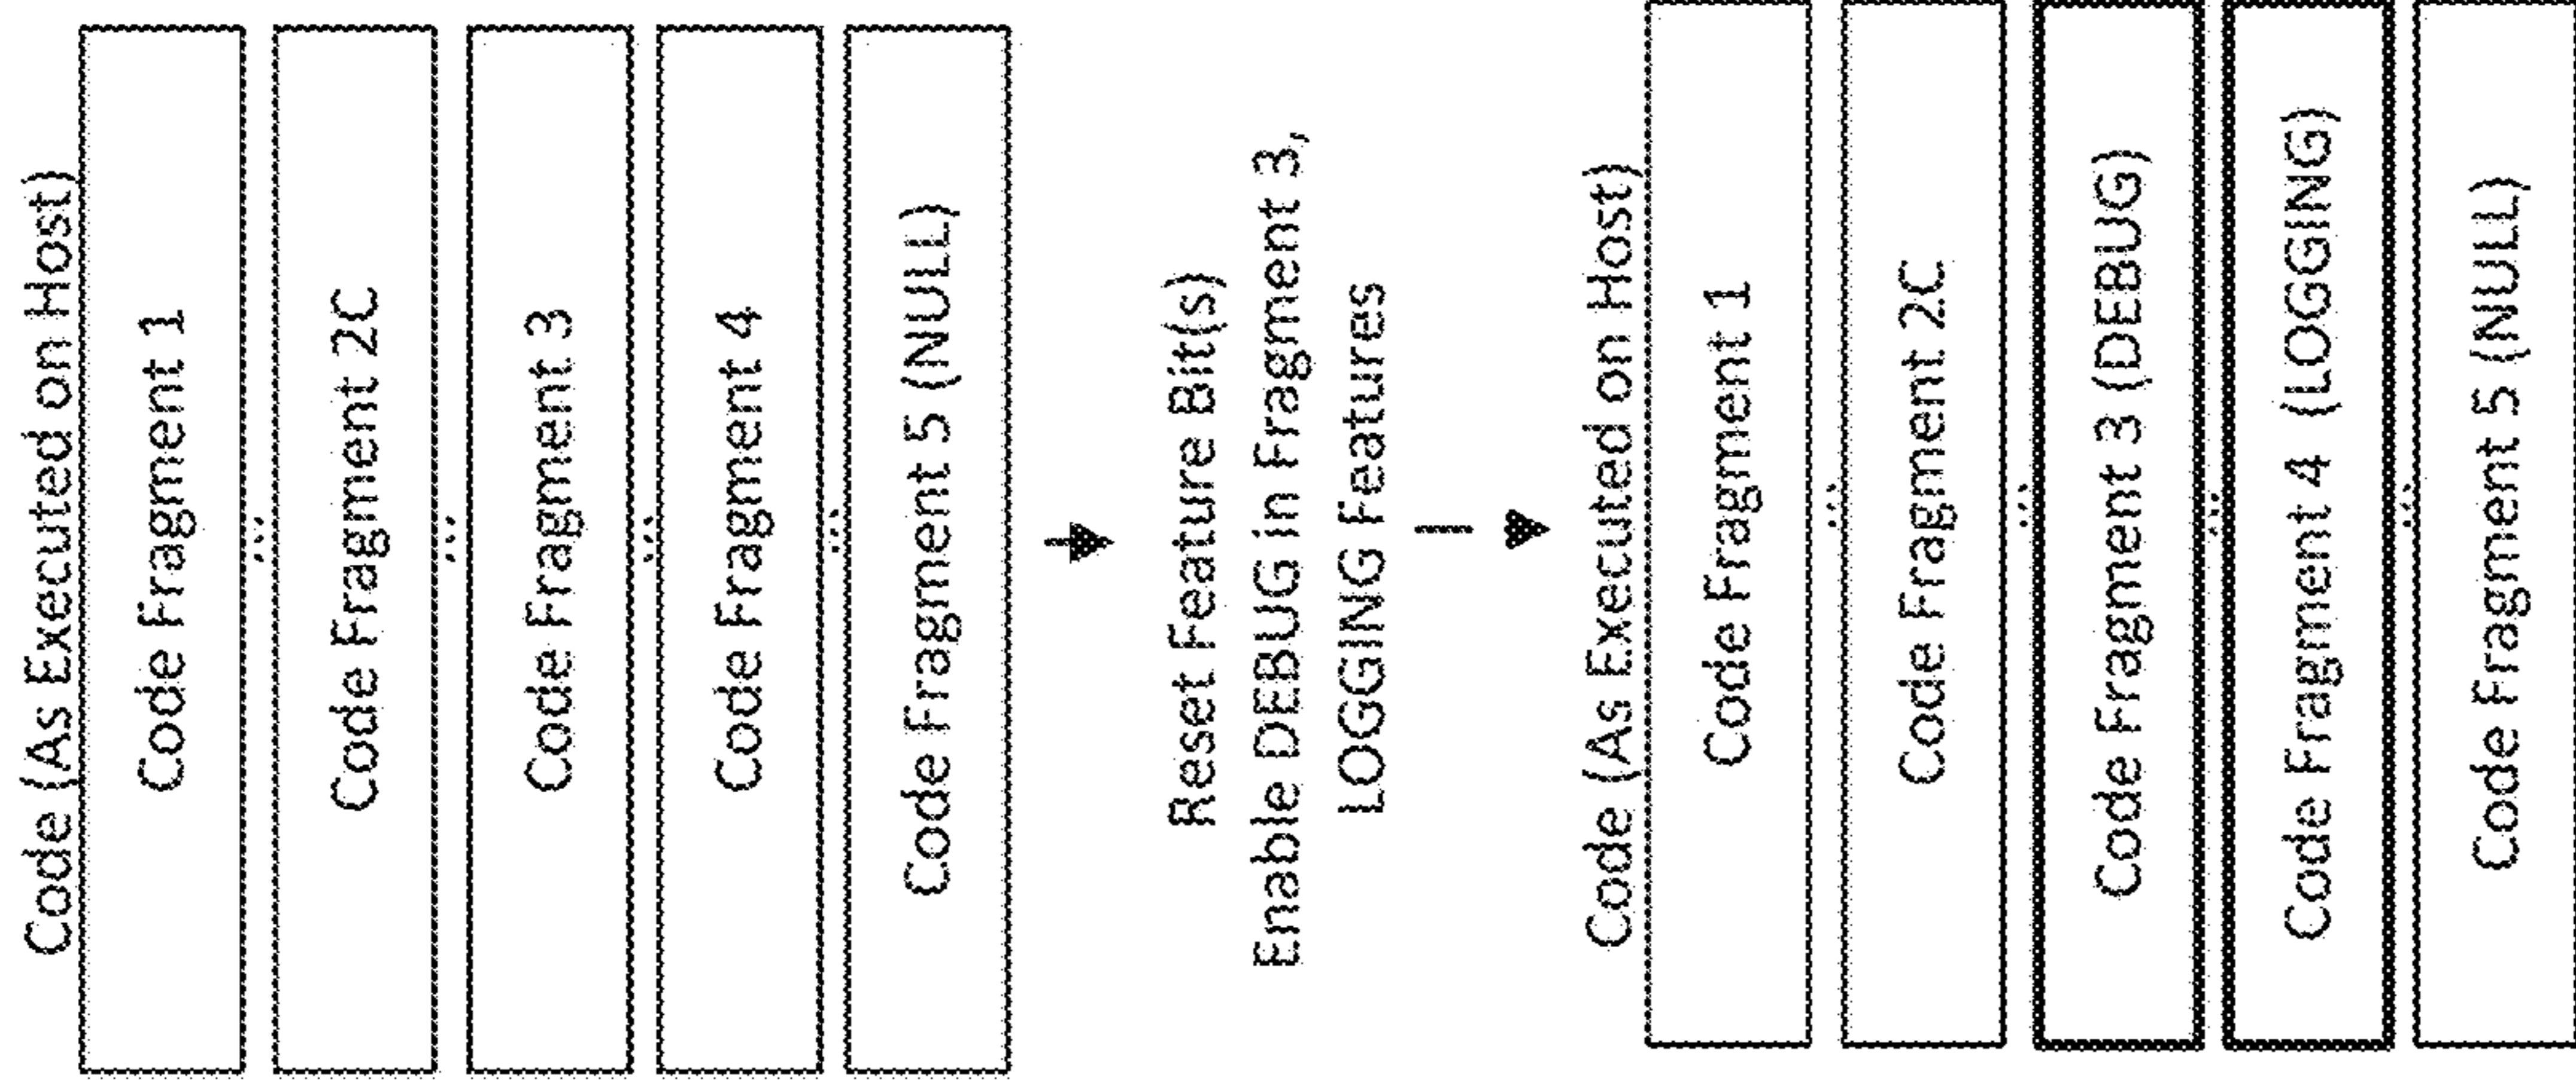 Code (As Executed on Host)
Code Fragment 1
Code Fragment 2C
Code Fragment 3
Code Fragment 4
Code Fragment 5 (NULL)
Reset Feature Bit(s)
Enable DEBUG in Fragment 3,
LOGGING Features
Code (As Executed on Host)
Code Fragment 1
Code Fragment 2C
Code Fragment 3 (DEBUG)
Code Fragment 4 (LOGGING)
Code Fragment 5 (NULL)